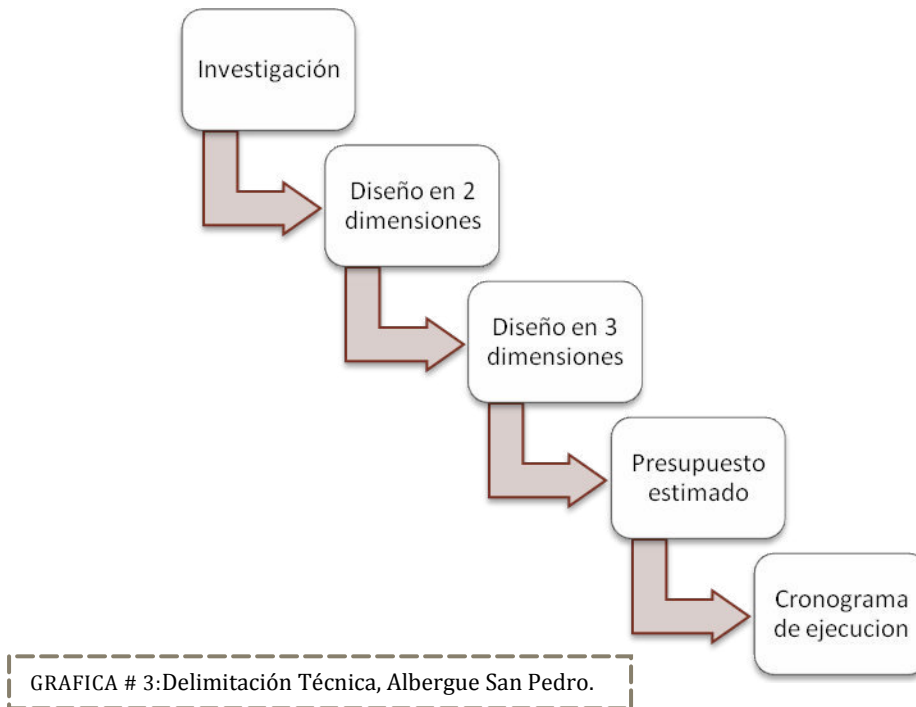 Investigación
Diseño en 2
dimensiones
Diseño en 3
dimensiones
Presupuesto
estimado
Cronograma
de ejecucion
GRAFICA # 3:Delimitación Técnica, Albergue San Pedro.